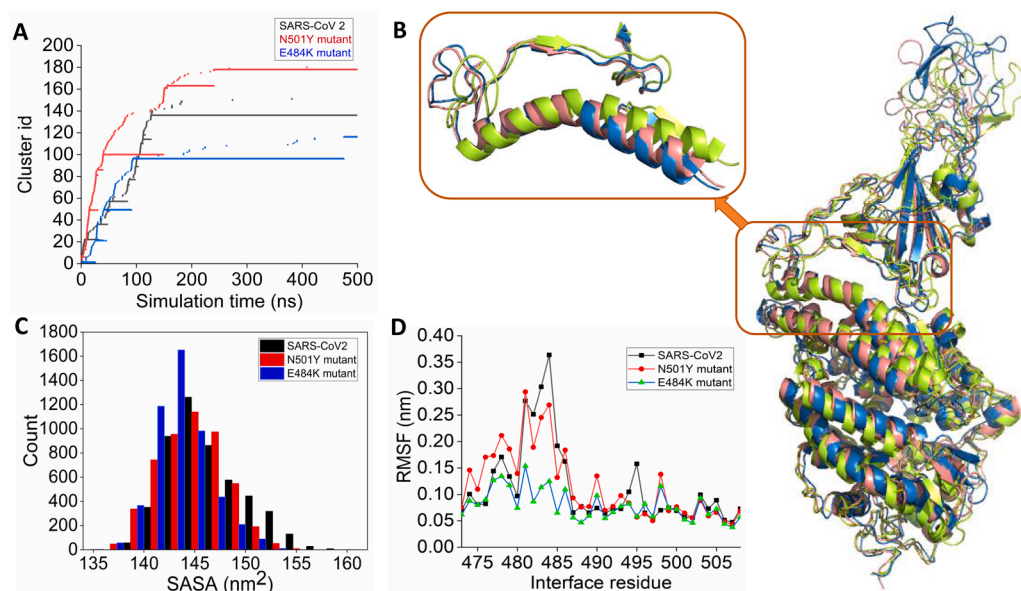 A
SARS-CoV 2
N501Y mutant
E484K mutant
180
160
140
120
100
80
60
40
20
0
Cluster id
0 100 200 300 400 500
Simulation time (ns)
B
C
1800
1600
1400
1200
1000
800
600
400
200
0
Count
SARS-CoV2
N501Y mutant
E484K mutant
135 140 145 150 155 160
SASA (nm2)
D
0.40
0.35
0.30
0.25
0.20
0.15
0.10
0.05
0.00
RMSF (nm)
SARS-CoV2
N501Y mutant
E484K mutant
475 480 485 490 495 500 505
Interface residue